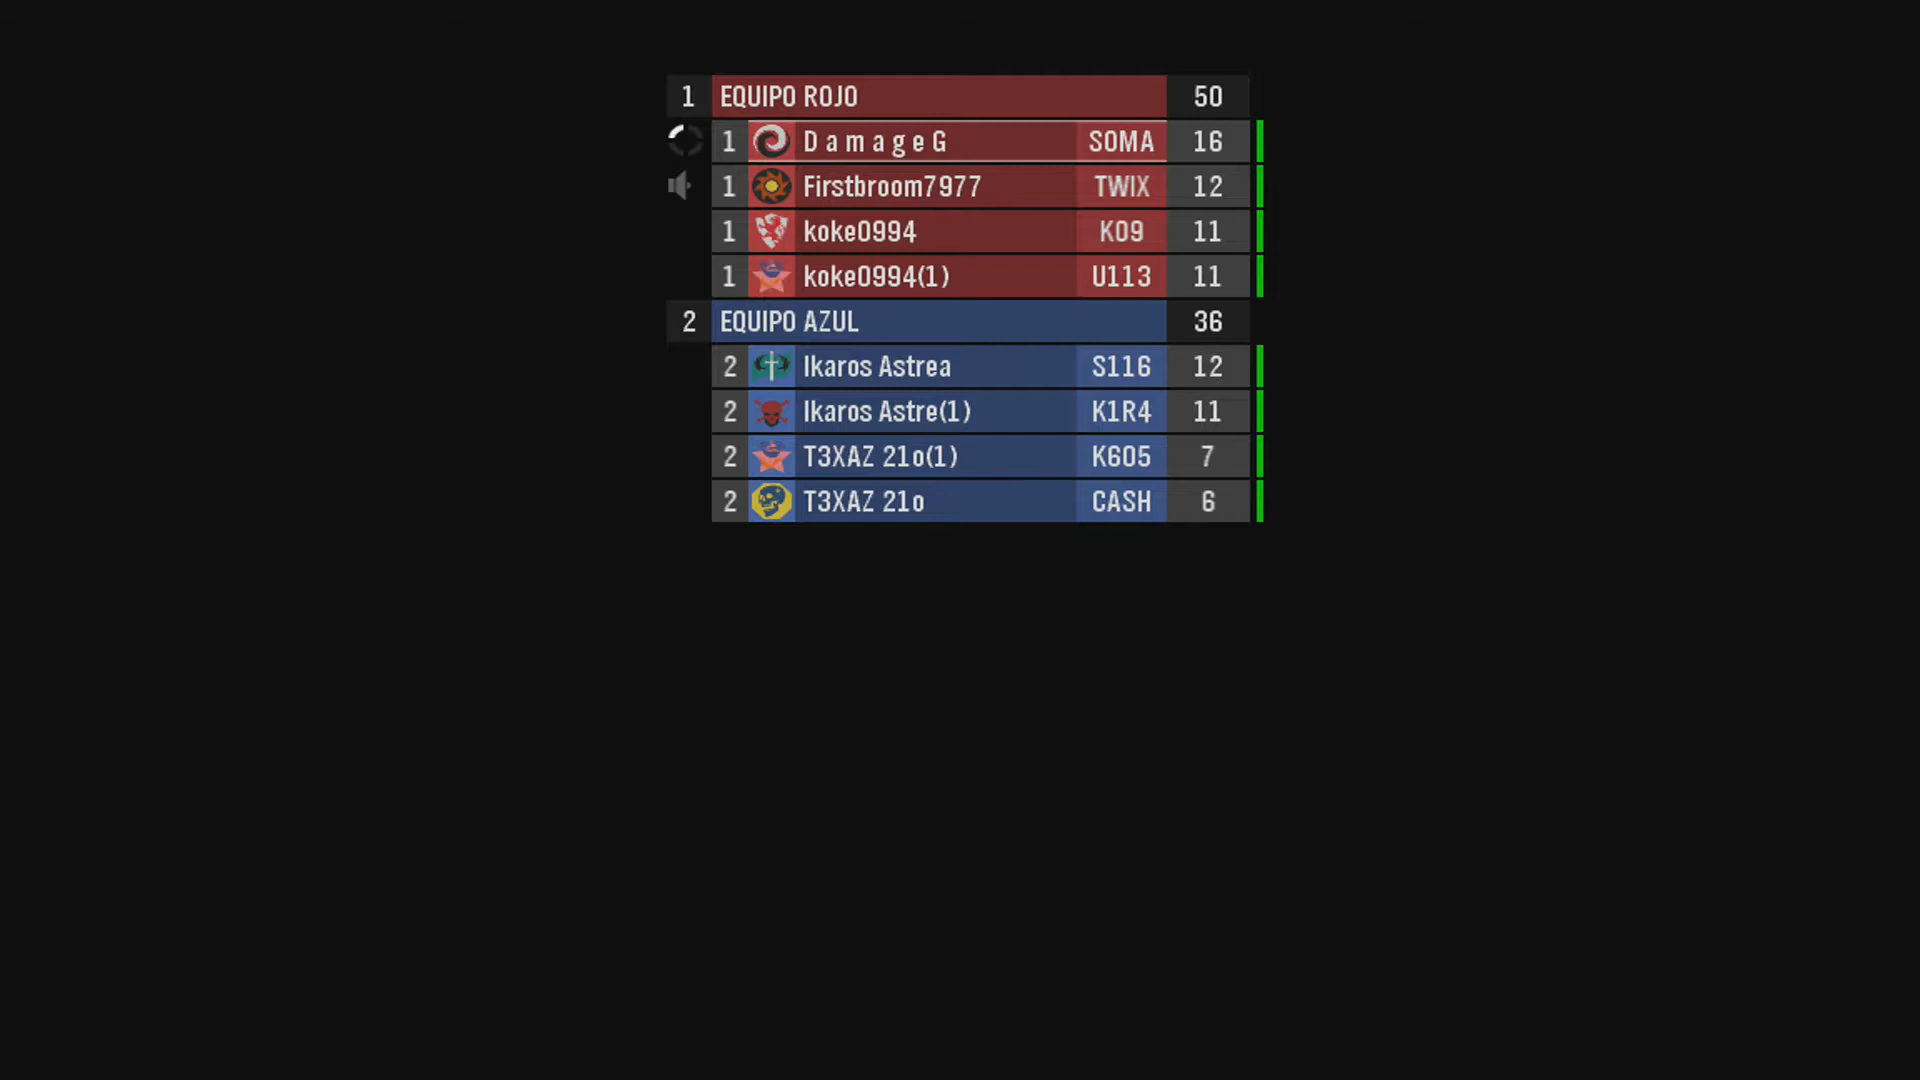 1 EQUIPO ROJO 50
1 D a m a g e G SOMA 16
1 Firstbroom7977 TWIX 12
1 koke0994 K09 11
1 koke0994(1) U113 11
2 EQUIPO AZUL 36
2 Ikaros Astrea S116 12
2 Ikaros Astre(1) K1R4 11
2 T3XAZ 21o(1) K605 7
2 T3XAZ 21o CASH 6